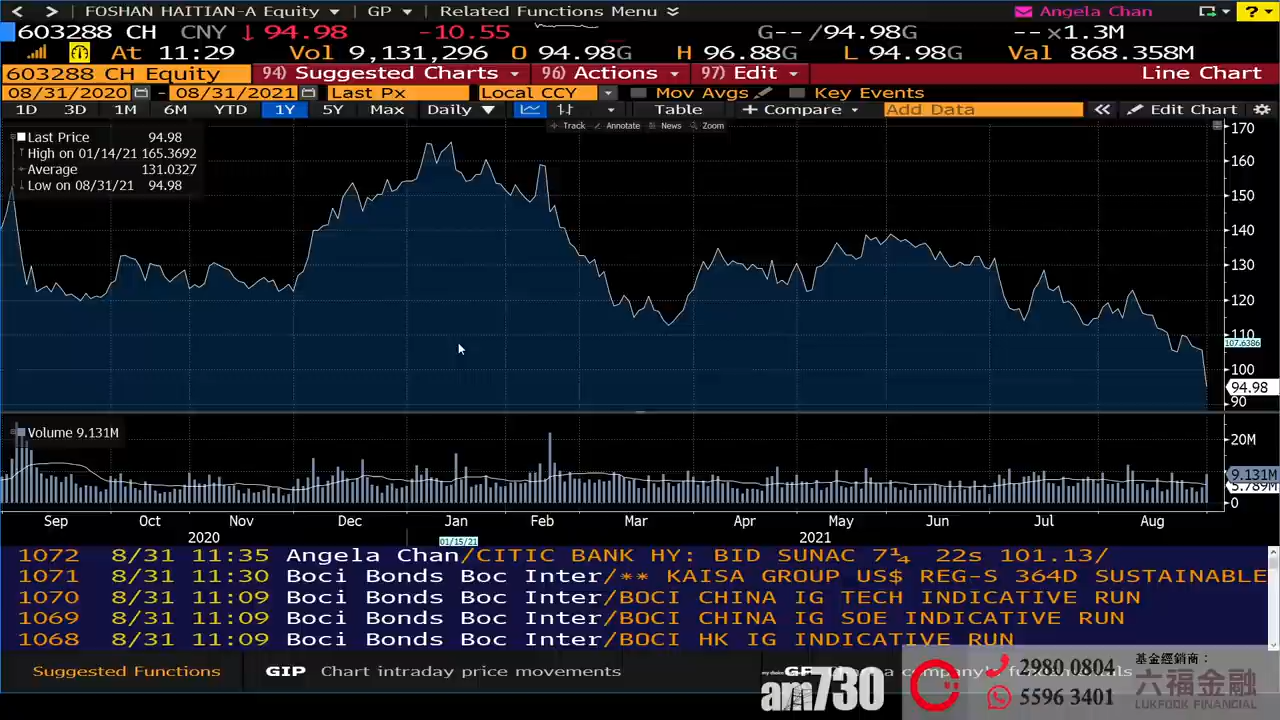 < > FOSHAN HAITIAN-A Equity GP Related Functions Menu Angela Chan ?
603288 CH CNY ↓ 94.98 -10.55 G--/94.98G --×1.3M
At 11:29 Vol 9,131,296 O 94.98G H 96.88G L 94.98G Val 868.358M
603288 CH Equity 94) Suggested Charts 96) Actions 97) Edit Line Chart
08/31/2020 - 08/31/2021 Last Px Local CCY Mov Avgs Key Events
1D 3D 1M 6M YTD 1Y 5Y Max Daily Table + Compare Add Data « Edit Chart
Track Annotate News Zoom
Last Price 94.98
High on 01/14/21 165.3692
Average 131.0327
Low on 08/31/21 94.98
170
160
150
140
130
120
110
107.6386
100
94.98
90
Volume 9.131M
20M
9.131M
5.789M
0
Sep Oct Nov Dec Jan Feb Mar Apr May Jun Jul Aug
2020 01/15/21 2021
1072 8/31 11:35 Angela Chan/CITIC BANK HY: BID SUNAC 7¼ 22s 101.13/
1071 8/31 11:30 Boci Bonds Boc Inter/** KAISA GROUP US$ REG-S 364D SUSTAINABLE
1070 8/31 11:09 Boci Bonds Boc Inter/BOCI CHINA IG TECH INDICATIVE RUN
1069 8/31 11:09 Boci Bonds Boc Inter/BOCI CHINA IG SOE INDICATIVE RUN
1068 8/31 11:09 Boci Bonds Boc Inter/BOCI HK IG INDICATIVE RUN
Suggested Functions GIP Chart intraday price movements
am730
2980 0804
5596 3401
基金經銷商：
六福金融
LUKFOOK FINANCIAL